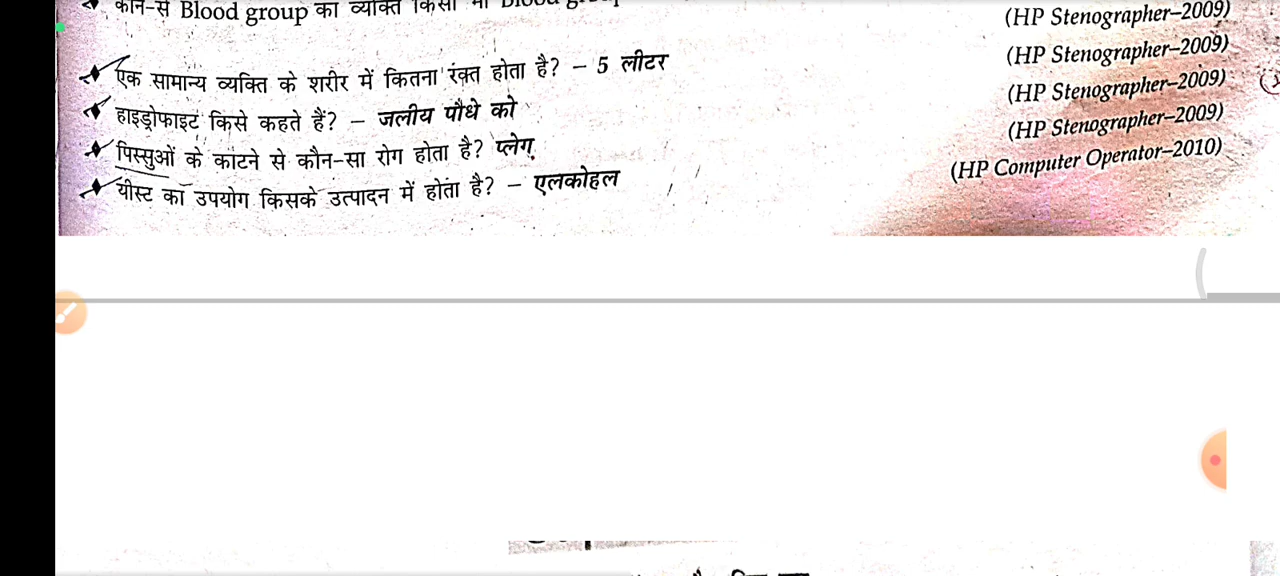 कौन-से Blood group का व्यक्ति किसी भी Blood
(HP Stenographer–2009)
एक सामान्य व्यक्ति के शरीर में कितना रक्त होता है? – 5 लीटर (HP Stenographer–2009)
हाइड्रोफाइट किसे कहते हैं? – जलीय पौधे को (HP Stenographer–2009)
पिस्सुओं के काटने से कौन-सा रोग होता है? प्लेग (HP Stenographer–2009)
यीस्ट का उपयोग किसके उत्पादन में होता है? – एलकोहल (HP Computer Operator–2010)